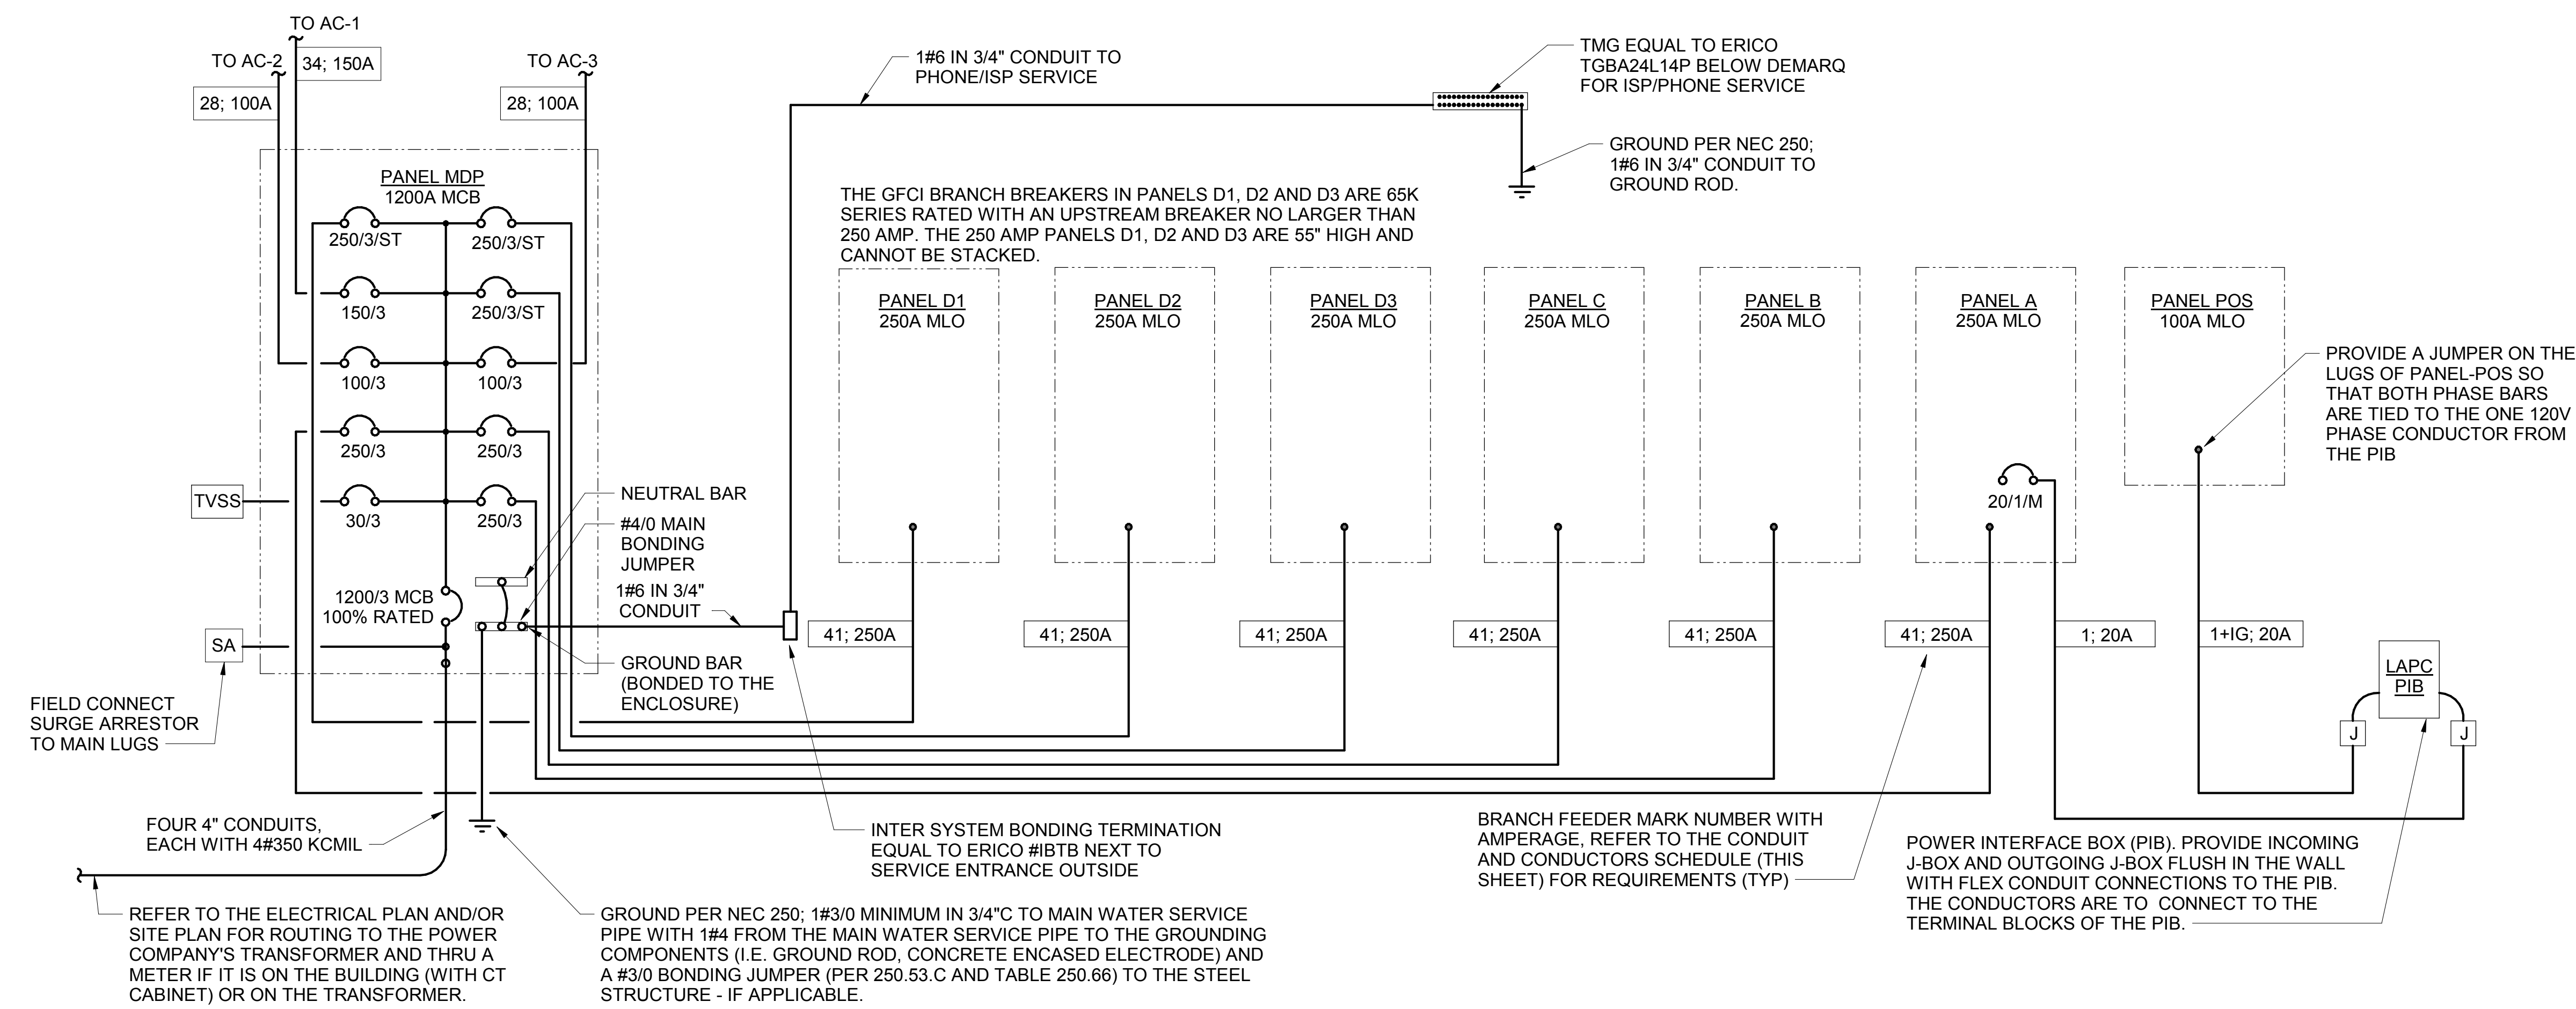 TO AC-1
TO AC-2
34; 150A
TO AC-3
28; 100A
28; 100A
PANEL MDP
1200A MCB
250/3/ST
250/3/ST
150/3
250/3/ST
100/3
100/3
250/3
250/3
TVSS
30/3
250/3
1200/3 MCB
100% RATED
SA
FIELD CONNECT
SURGE ARRESTOR
TO MAIN LUGS
NEUTRAL BAR
#4/0 MAIN
BONDING
JUMPER
1#6 IN 3/4"
CONDUIT
GROUND BAR
(BONDED TO THE
ENCLOSURE)
FOUR 4" CONDUITS,
EACH WITH 4#350 KCMIL
REFER TO THE ELECTRICAL PLAN AND/OR
SITE PLAN FOR ROUTING TO THE POWER
COMPANY'S TRANSFORMER AND THRU A
METER IF IT IS ON THE BUILDING (WITH CT
CABINET) OR ON THE TRANSFORMER.
GROUND PER NEC 250; 1#3/0 MINIMUM IN 3/4"C TO MAIN WATER SERVICE
PIPE WITH 1#4 FROM THE MAIN WATER SERVICE PIPE TO THE GROUNDING
COMPONENTS (I.E. GROUND ROD, CONCRETE ENCASED ELECTRODE) AND
A #3/0 BONDING JUMPER (PER 250.53.C AND TABLE 250.66) TO THE STEEL
STRUCTURE - IF APPLICABLE.
1#6 IN 3/4" CONDUIT TO
PHONE/ISP SERVICE
TMG EQUAL TO ERICO
TGBA24L14P BELOW DEMARQ
FOR ISP/PHONE SERVICE
GROUND PER NEC 250;
1#6 IN 3/4" CONDUIT TO
GROUND ROD.
THE GFCI BRANCH BREAKERS IN PANELS D1, D2 AND D3 ARE 65K
SERIES RATED WITH AN UPSTREAM BREAKER NO LARGER THAN
250 AMP. THE 250 AMP PANELS D1, D2 AND D3 ARE 55" HIGH AND
CANNOT BE STACKED.
PANEL D1
250A MLO
PANEL D2
250A MLO
PANEL D3
250A MLO
PANEL C
250A MLO
PANEL B
250A MLO
PANEL A
250A MLO
PANEL POS
100A MLO
20/1/M
PROVIDE A JUMPER ON THE
LUGS OF PANEL-POS SO
THAT BOTH PHASE BARS
ARE TIED TO THE ONE 120V
PHASE CONDUCTOR FROM
THE PIB
41; 250A
41; 250A
41; 250A
41; 250A
41; 250A
41; 250A
1; 20A
1+IG; 20A
LAPC
PIB
J
J
INTER SYSTEM BONDING TERMINATION
EQUAL TO ERICO #IBTB NEXT TO
SERVICE ENTRANCE OUTSIDE
BRANCH FEEDER MARK NUMBER WITH
AMPERAGE, REFER TO THE CONDUIT
AND CONDUCTORS SCHEDULE (THIS
SHEET) FOR REQUIREMENTS (TYP)
POWER INTERFACE BOX (PIB). PROVIDE INCOMING
J-BOX AND OUTGOING J-BOX FLUSH IN THE WALL
WITH FLEX CONDUIT CONNECTIONS TO THE PIB.
THE CONDUCTORS ARE TO CONNECT TO THE
TERMINAL BLOCKS OF THE PIB.